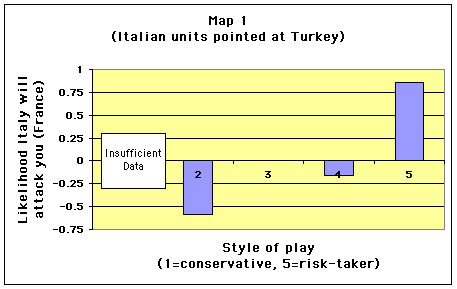 Map 1
(Italian units pointed at Turkey)
Likelihood Italy will
attack you (France)
1
0.75
0.5
0.25
0
-0.25
-0.5
-0.75
Insufficient
Data
2
3
4
5
Style of play
(1=conservative, 5=risk-taker)